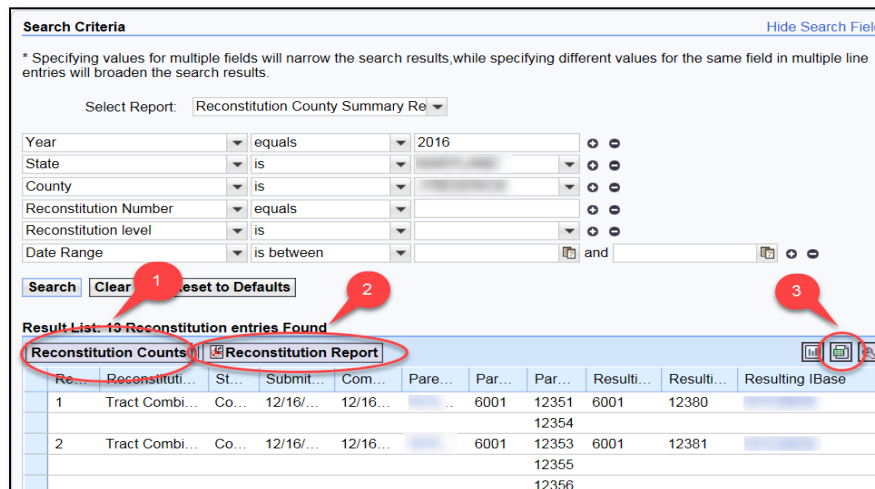 Search Criteria Hide Search Fiel
* Specifying values for multiple fields will narrow the search results,while specifying different values for the same field in multiple line
entries will broaden the search results.
Select Report: Reconstitution County Summary Re
Year equals 2016
State is
County is
Reconstitution Number equals
Reconstitution level is
Date Range is between and
Search Clear eset to Defaults
1
2
3
Result List: 13 Reconstitution entries Found
Reconstitution Counts Reconstitution Report
Re... Reconstituti... St... Submit... Com... Pare... Par... Par... Resulti... Resulti... Resulting IBase
1 Tract Combi... Co... 12/16/... 12/16... 6001 12351 6001 12380
12354
2 Tract Combi... Co... 12/16/... 12/16... 6001 12353 6001 12381
12355
12356